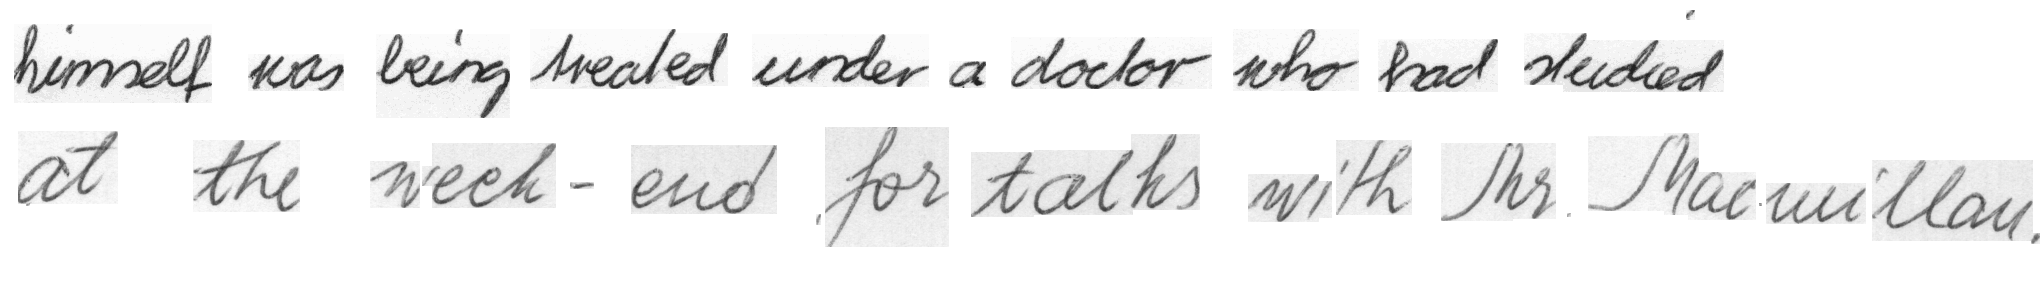 himself was being treated under a doctor who had studied
at the week-end for talks with Mr. Macmillan.